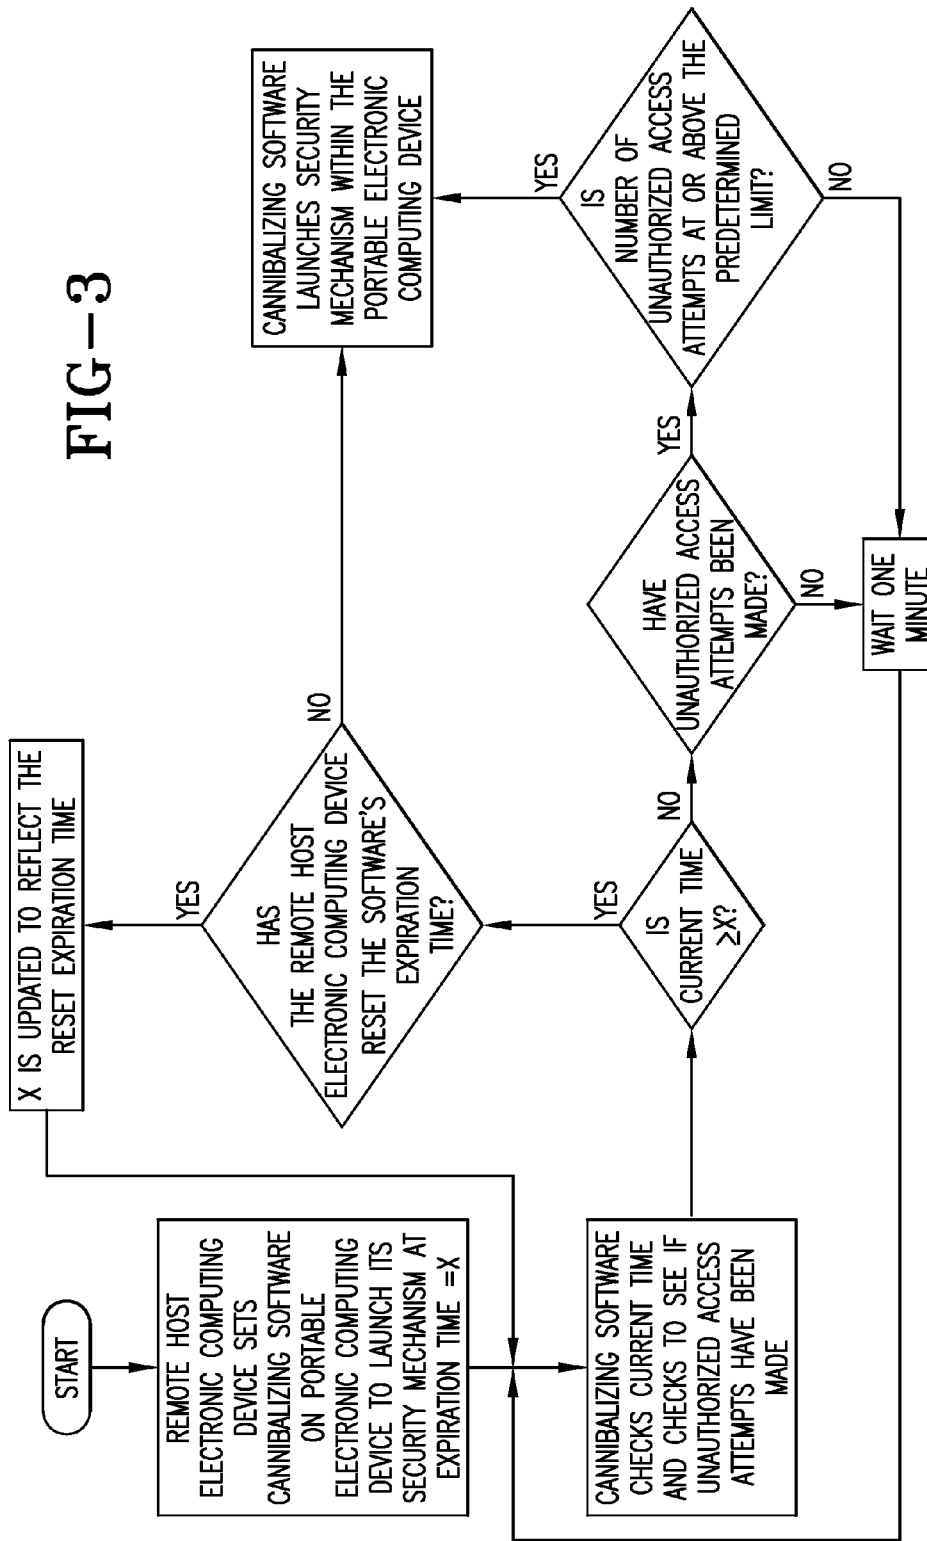 FIG-3
START
REMOTE HOST
ELECTRONIC COMPUTING
DEVICE SETS
CANNIBALIZING SOFTWARE
ON PORTABLE
ELECTRONIC COMPUTING
DEVICE TO LAUNCH ITS
SECURITY MECHANISM AT
EXPIRATION TIME =X
CANNIBALIZING SOFTWARE
CHECKS CURRENT TIME
AND CHECKS TO SEE IF
UNAUTHORIZED ACCESS
ATTEMPTS HAVE BEEN
MADE
IS
CURRENT TIME
≥X?
YES
NO
HAS
THE REMOTE HOST
ELECTRONIC COMPUTING DEVICE
RESET THE SOFTWARE'S
EXPIRATION
TIME?
YES
NO
X IS UPDATED TO REFLECT THE
RESET EXPIRATION TIME
CANNIBALIZING SOFTWARE
LAUNCHES SECURITY
MECHANISM WITHIN THE
PORTABLE ELECTRONIC
COMPUTING DEVICE
HAVE
UNAUTHORIZED ACCESS
ATTEMPTS BEEN
MADE?
YES
NO
IS
NUMBER OF
UNAUTHORIZED ACCESS
ATTEMPTS AT OR ABOVE THE
PREDETERMINED
LIMIT?
YES
NO
WAIT ONE
MINUTE